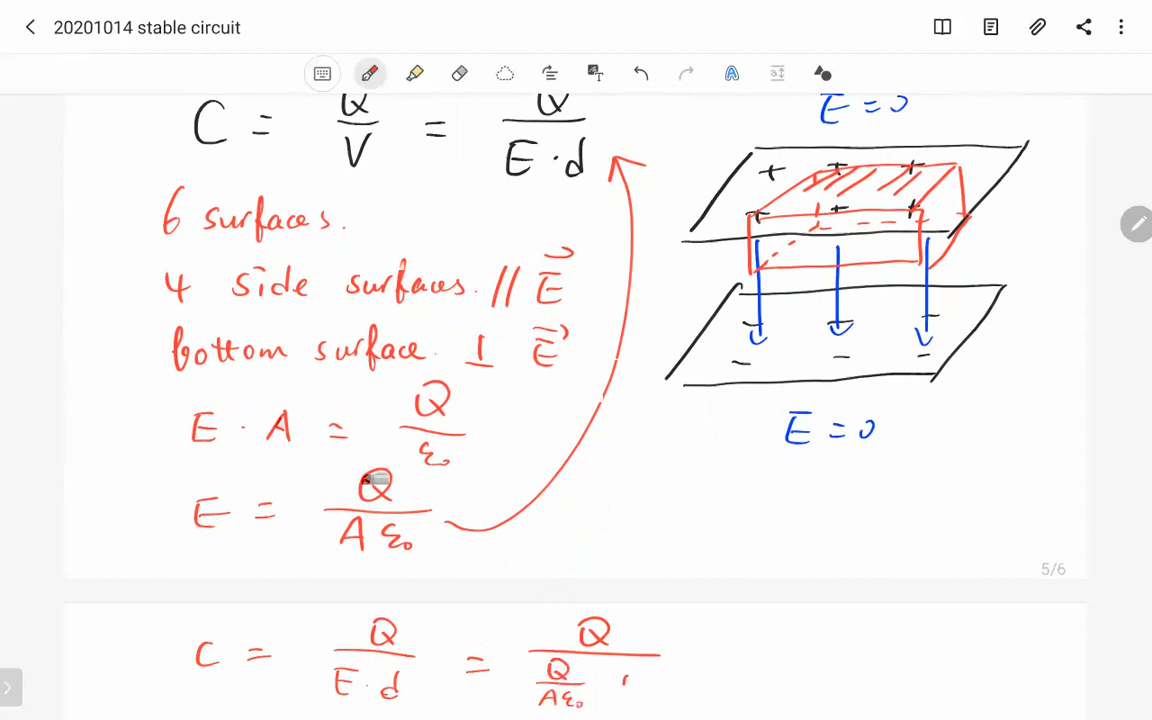 20201014 stable circuit
C = Q/V = Q/E·d
E = 0
6 surfaces.
4 side surfaces. // E⃗
bottom surface. ⊥ E⃗
E · A = Q/ε₀
E = 0
E = Q/Aε₀
5/6
C = Q/E·d = Q/(Q/Aε₀)
+ + +
+ + +
- - -
- - -